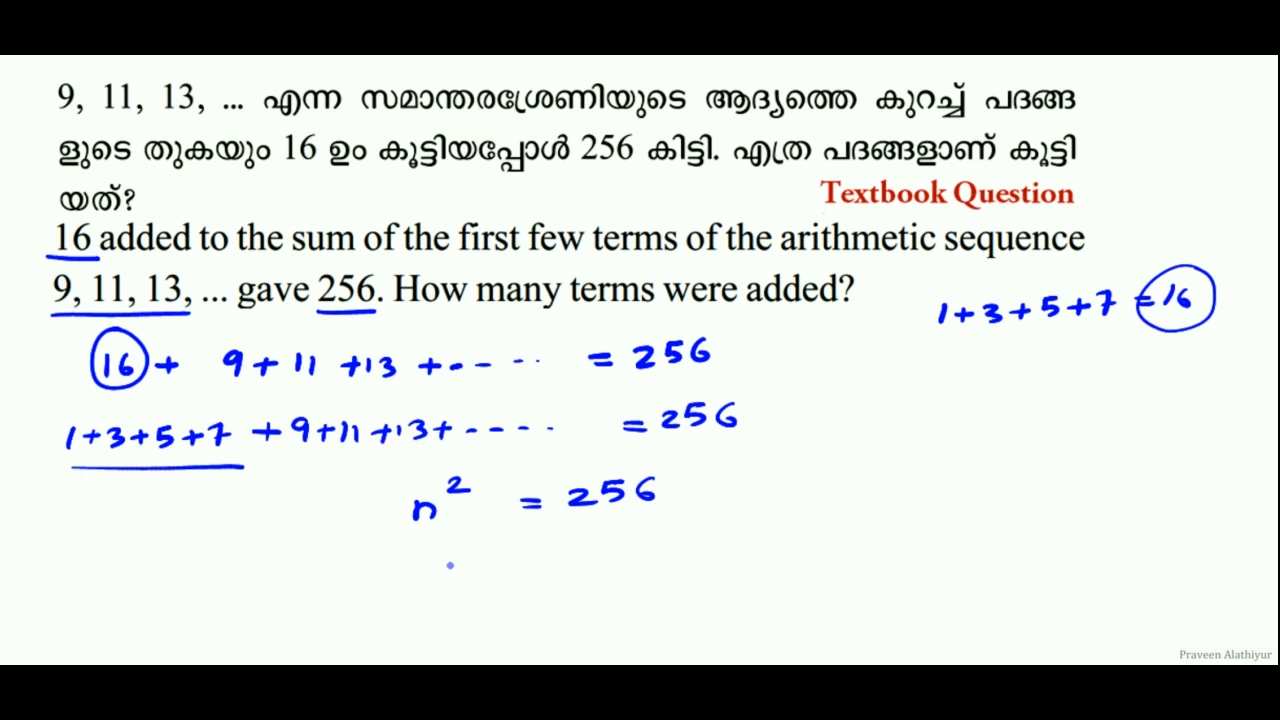 9, 11, 13, ... എന്ന സമാന്തരശ്രേണിയുടെ ആദ്യത്തെ കുറച്ച് പദങ്ങ
ളുടെ തുകയും 16 ഉം കൂട്ടിയപ്പോൾ 256 കിട്ടി. എത്ര പദങ്ങളാണ് കൂട്ടി
യത്?
Textbook Question
16 added to the sum of the first few terms of the arithmetic sequence
9, 11, 13, ... gave 256. How many terms were added?
1+3+5+7 = 16
16 + 9+11+13+---.. = 256
1+3+5+7 + 9+11+13+----. = 256
n² = 256
Praveen Alathiyur